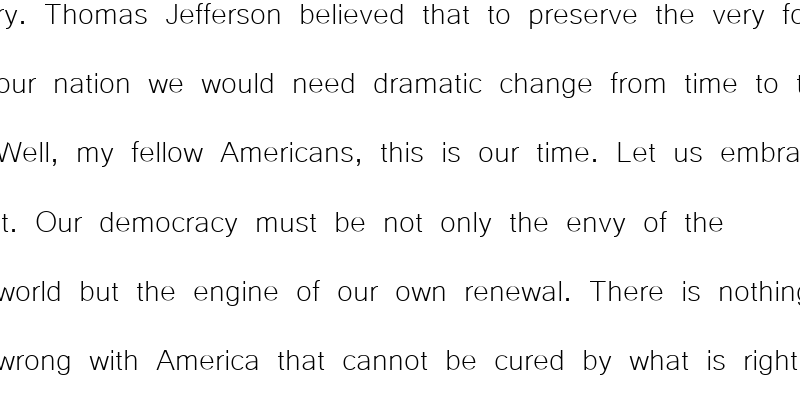 ry. Thomas Jefferson believed that to preserve the very fo
our nation we would need dramatic change from time to t
Well, my fellow Americans, this is our time. Let us embra
t. Our democracy must be not only the envy of the
world but the engine of our own renewal. There is nothing
wrong with America that cannot be cured by what is right